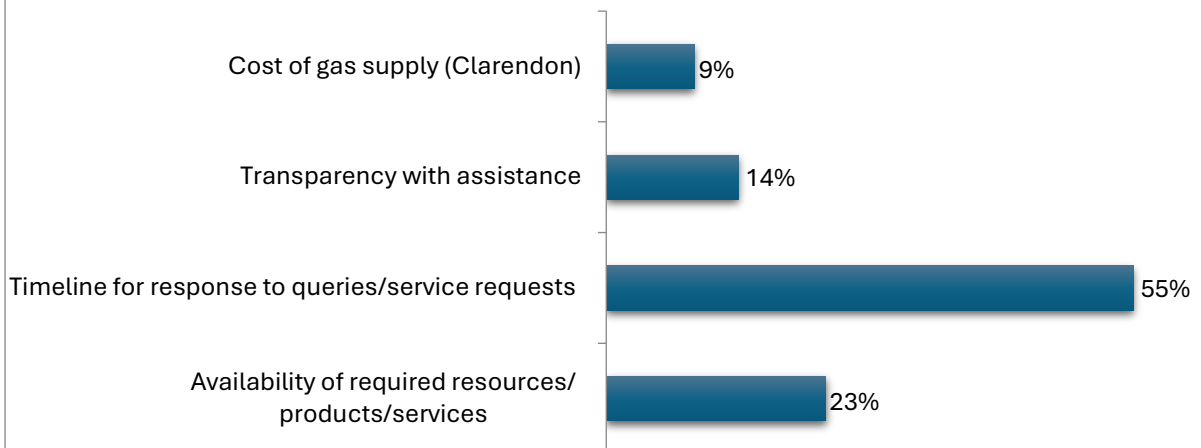 Cost of gas supply (Clarendon)
9%
Transparency with assistance
14%
Timeline for response to queries/service requests
55%
Availability of required resources/
products/services
23%